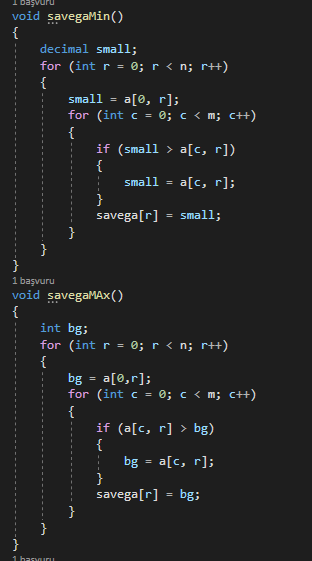 1 başvuru
void savegaMin()
{
decimal small;
for (int r = 0; r < n; r++)
{
small = a[0, r];
for (int c = 0; c < m; c++)
{
if (small > a[c, r])
{
small = a[c, r];
}
savega[r] = small;
}
}
}
1 başvuru
void savegaMAx()
{
int bg;
for (int r = 0; r < n; r++)
{
bg = a[0,r];
for (int c = 0; c < m; c++)
{
if (a[c, r] > bg)
{
bg = a[c, r];
}
savega[r] = bg;
}
}
}
1 başvuru